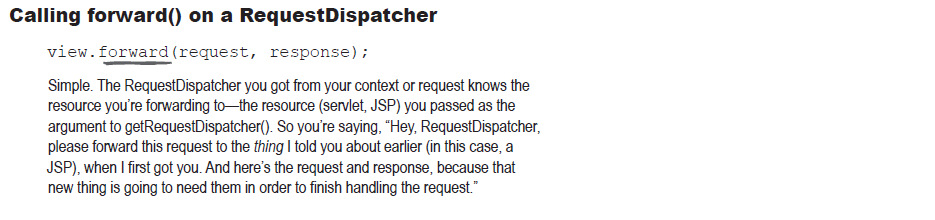 Calling forward() on a RequestDispatcher
view.forward(request, response);
Simple. The RequestDispatcher you got from your context or request knows the
resource you're forwarding to—the resource (servlet, JSP) you passed as the
argument to getRequestDispatcher(). So you're saying, “Hey, RequestDispatcher,
please forward this request to the thing I told you about earlier (in this case, a
JSP), when I first got you. And here's the request and response, because that
new thing is going to need them in order to finish handling the request.”